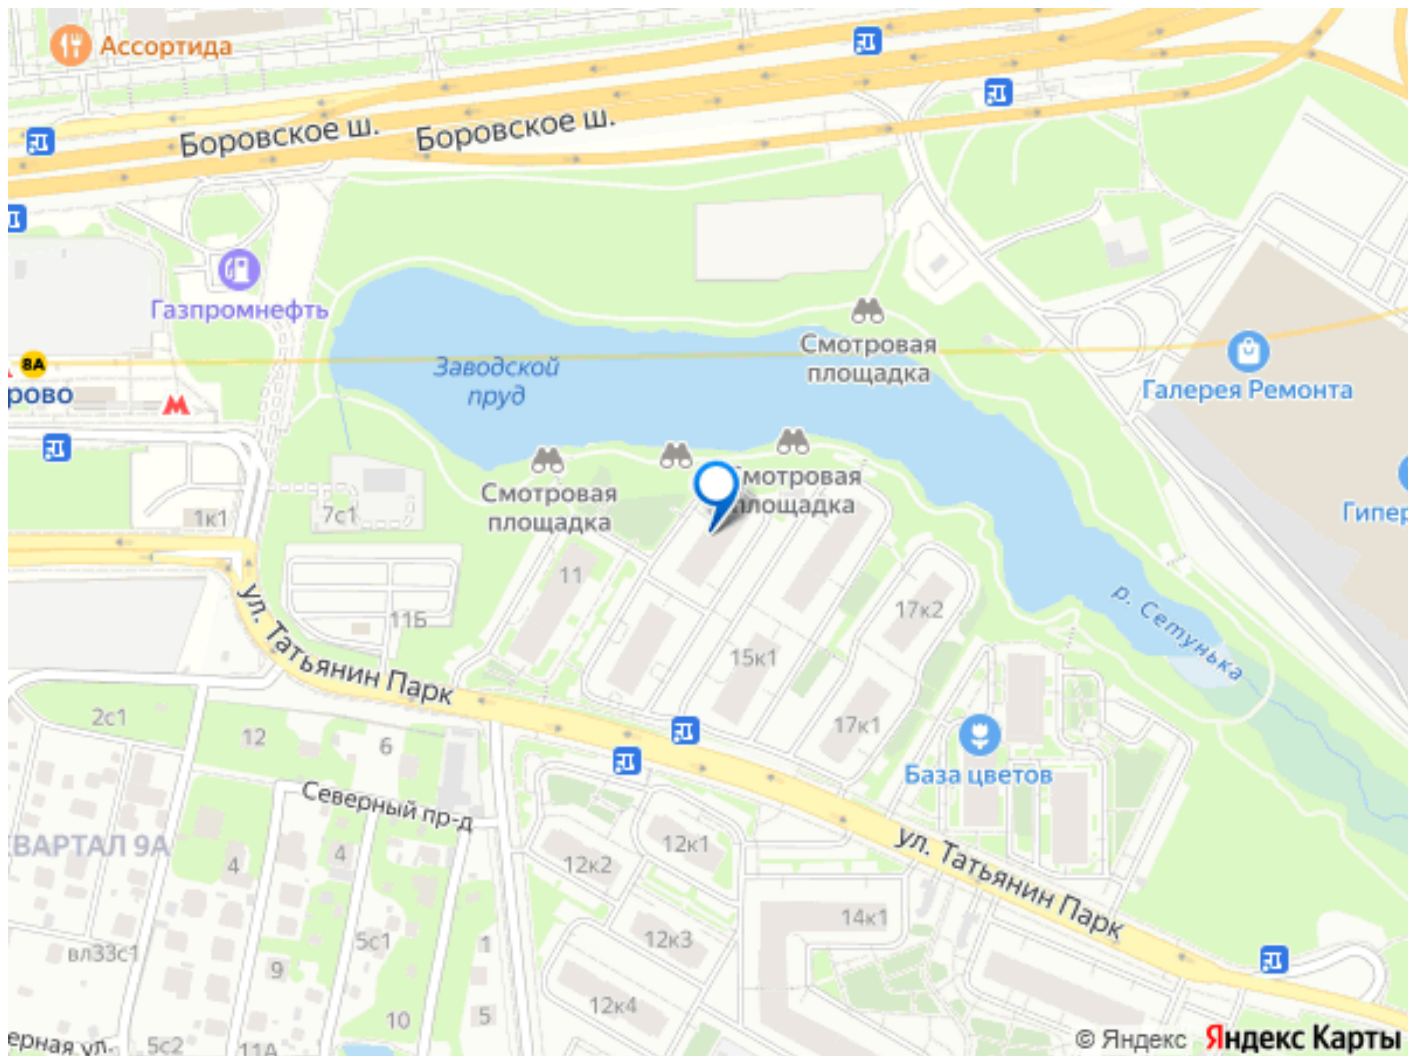 Ассортида
Боровское ш.
Боровское ш.
Газпромнефть
Смотровая
площадка
Заводской
пруд
8А
рово
Галерея Ремонта
Смотровая
площадка
мотровая
площадка
Гипер
1к1
7с1
11
11Б
17к2
р. Сетунька
ул. Татьянин Парк
15к1
2с1
12
6
17к1
База цветов
Северный пр-д
КВАРТАЛ 9А
4
4
12к1
12к2
ул. Татьянин Парк
14к1
вл33с1
5с1
1
12к3
9
12к4
10
5
ерная ул.
5с2
11А
© Яндекс Яндекс Карты